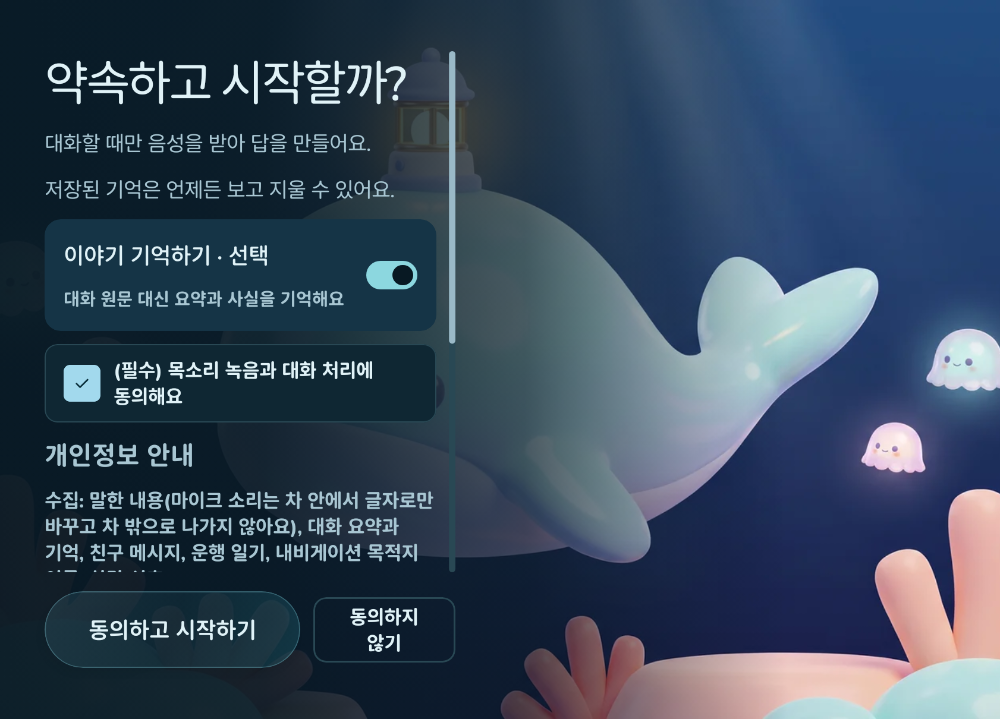 약속하고 시작할까?
대화할 때만 음성을 받아 답을 만들어요.
저장된 기억은 언제든 보고 지울 수 있어요.
이야기 기억하기 · 선택
대화 원문 대신 요약과 사실을 기억해요
(필수) 목소리 녹음과 대화 처리에
동의해요
개인정보 안내
수집: 말한 내용(마이크 소리는 차 안에서 글자로만
바꾸고 차 밖으로 나가지 않아요), 대화 요약과
기억, 친구 메시지, 운행 일기, 내비게이션 목적지
동의하고 시작하기
동의하지
않기